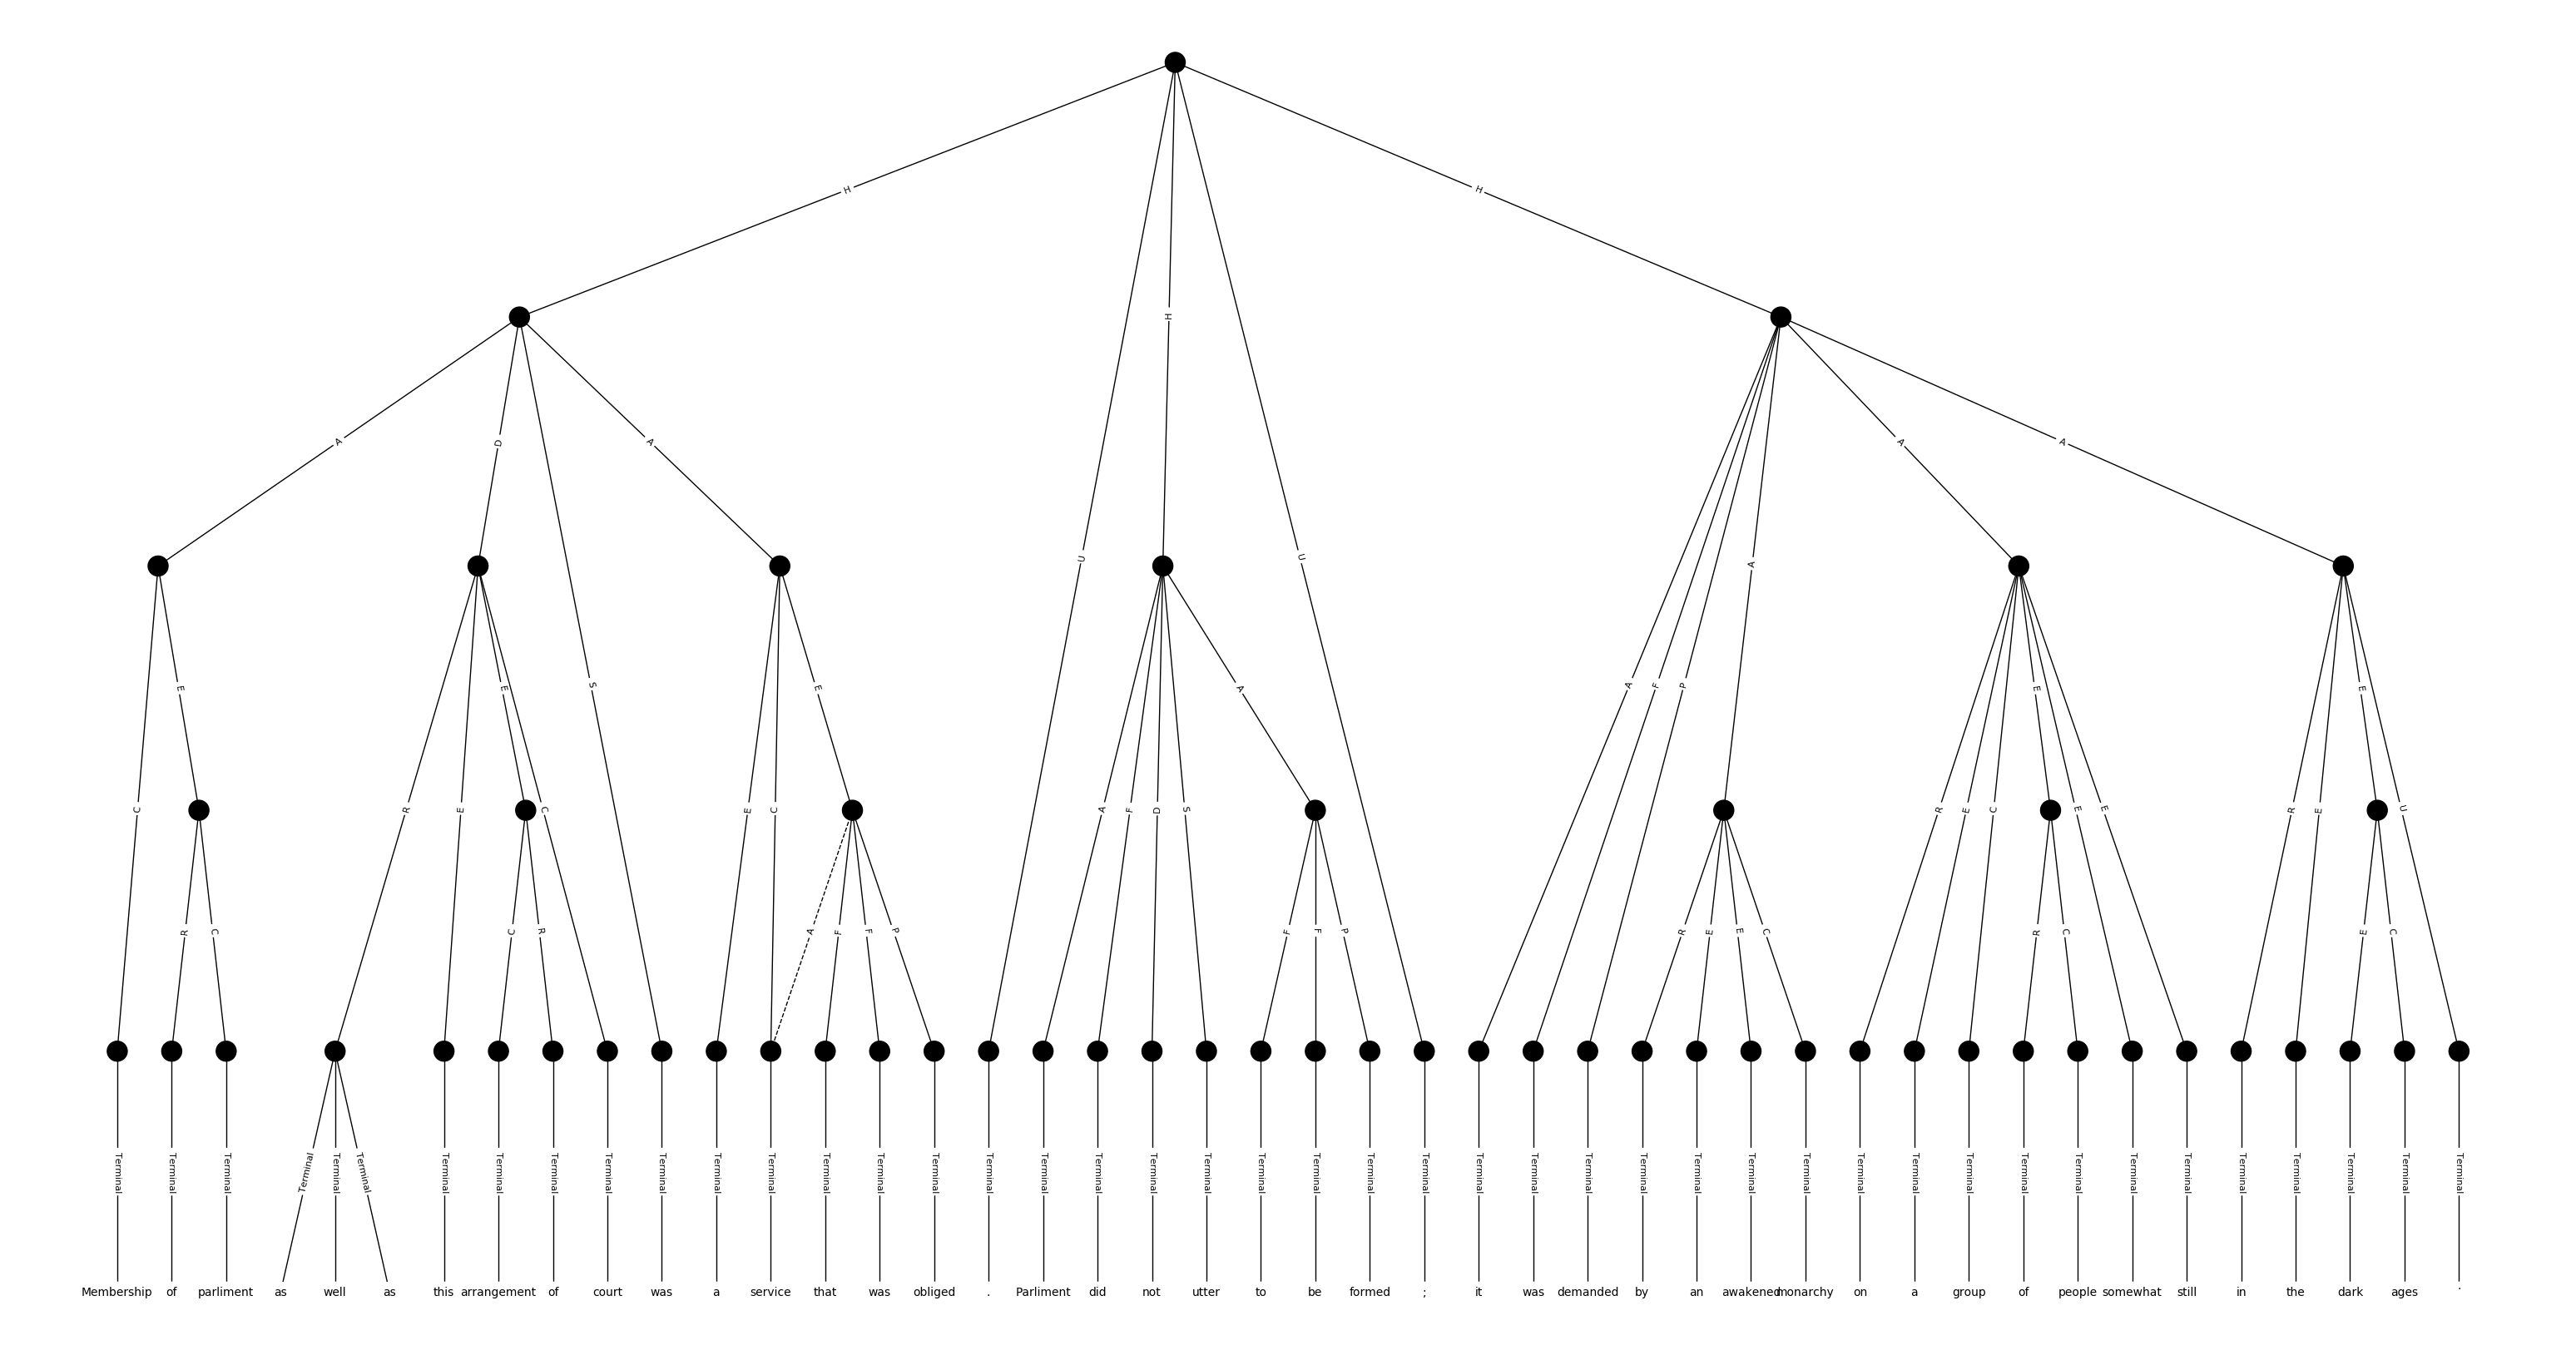 H H H
U U
A D S A A F P A A A
C E R E E C E C E A F D S A R E C E E E R E E U
R C C R A F F P F F P R E E C R C E C
Terminal Terminal Terminal Terminal Terminal Terminal Terminal Terminal Terminal Terminal Terminal Terminal Terminal Terminal Terminal Terminal Terminal Terminal Terminal Terminal Terminal Terminal Terminal Terminal Terminal Terminal Terminal Terminal Terminal Terminal Terminal Terminal Terminal Terminal Terminal Terminal Terminal Terminal Terminal Terminal Terminal Terminal Terminal Terminal
Membership of parliment as well as this arrangement of court was a service that was obliged . Parliment did not utter to be formed ; it was demanded by an awakened monarchy on a group of people somewhat still in the dark ages .